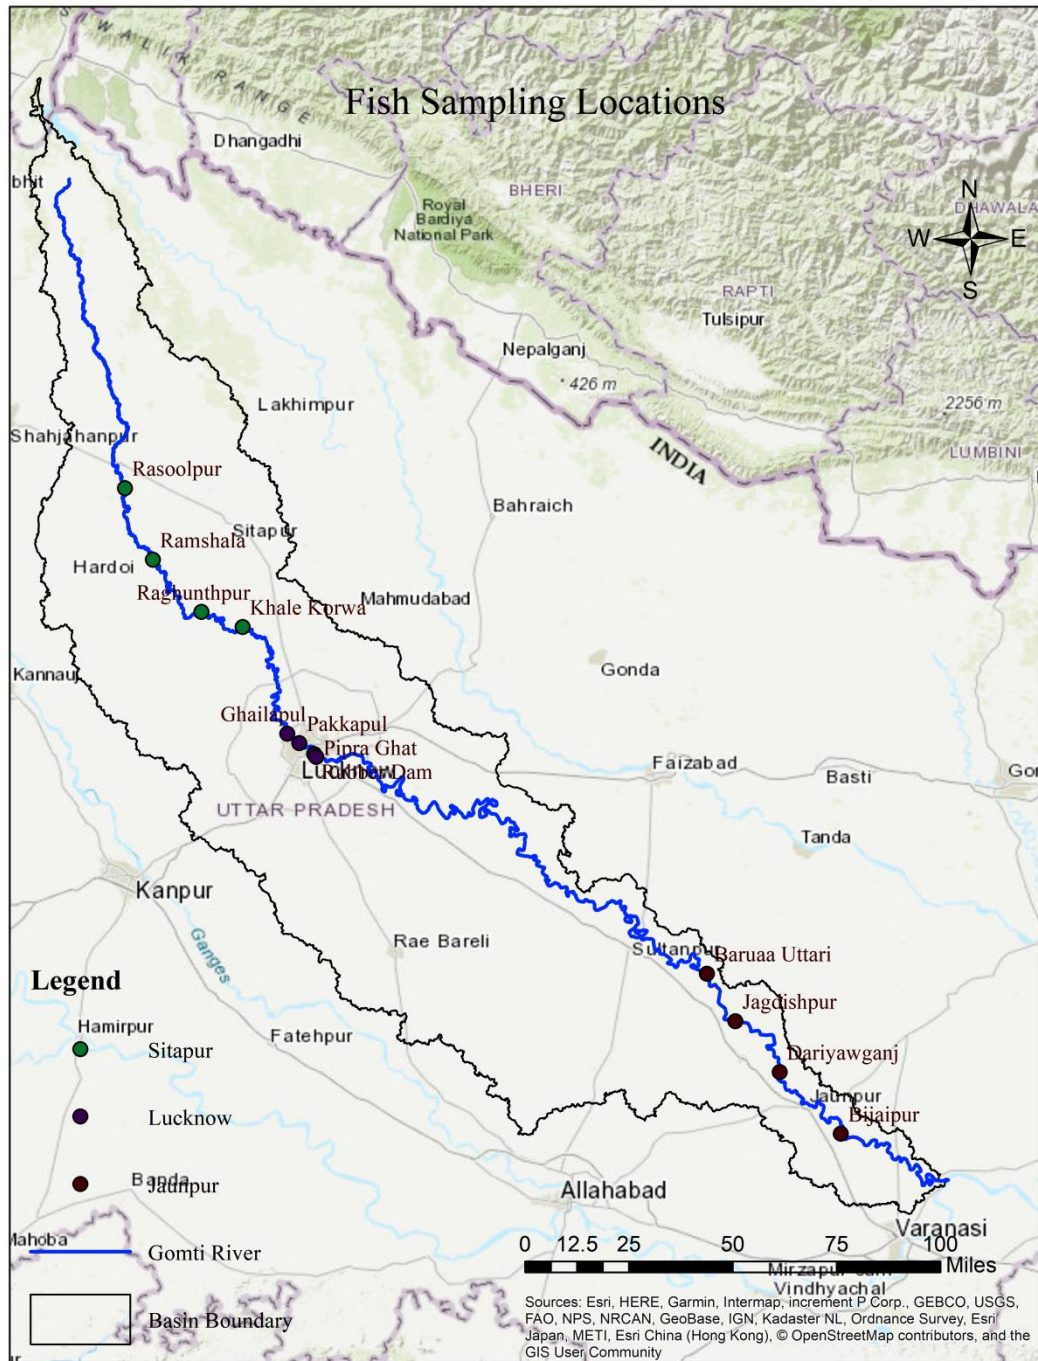 SIWALIK RANGE
Fish Sampling Locations
Dhangadhi
bhit
BHERI
Royal
Bardiya
National Park
DHAWALA
N
W
E
S
RAPTI
Tulsipur
Nepalganj
426 m
2256 m
Lakhimpur
Shahjahanpur
LUMBINI
INDIA
Rasoolpur
Bahraich
Sitapur
Ramshala
Hardoi
Raghunthpur
Khale Korwa
Mahmudabad
Kannauj
Gonda
Ghailapul
Pakkapul
Pipra Ghat
Lucknow
Rubber Dam
Faizabad
Basti
Gor
UTTAR PRADESH
Tanda
Kanpur
Ganges
Rae Bareli
Sultanpur
Baruaa Uttari
Legend
Jagdishpur
Hamirpur
Fatehpur
Sitapur
Dariyawganj
Jaunpur
Lucknow
Bijaipur
Banda
Jaunpur
Allahabad
Mahoba
Gomti River
Varanasi
0 12.5 25 50 75 100
Miles
Vindhyachal
Basin Boundary
Sources: Esri, HERE, Garmin, Intermap, increment P Corp., GEBCO, USGS,
FAO, NPS, NRCAN, GeoBase, IGN, Kadaster NL, Ordnance Survey, Esri
Japan, METI, Esri China (Hong Kong), © OpenStreetMap contributors, and the
GIS User Community